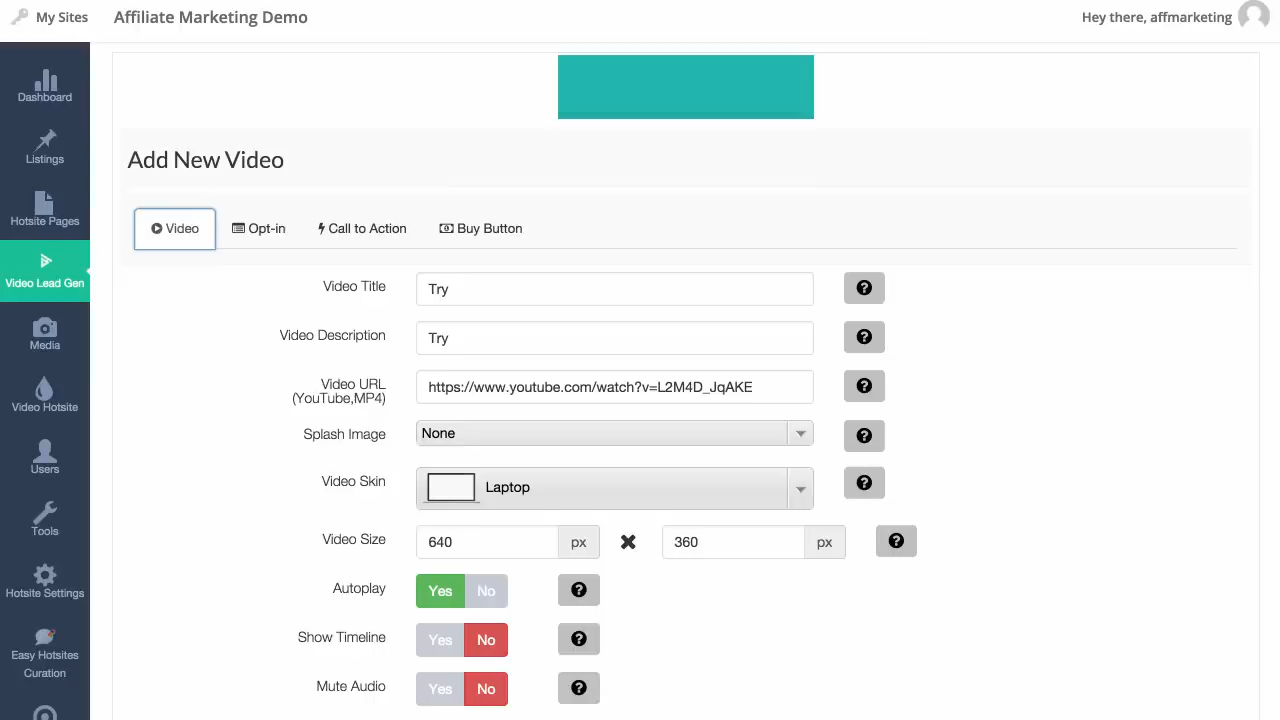 My Sites
Affiliate Marketing Demo
Hey there, affmarketing
Dashboard
Listings
Hotsite Pages
Video Lead Gen
Media
Video Hotsite
Users
Tools
Hotsite Settings
Easy Hotsites
Curation
Add New Video
Video
Opt-in
Call to Action
Buy Button
Video Title
Try
Video Description
Try
Video URL
(YouTube,MP4)
https://www.youtube.com/watch?v=L2M4D_JqAKE
Splash Image
None
Video Skin
Laptop
Video Size
640 px
360 px
Autoplay
Yes No
Show Timeline
Yes No
Mute Audio
Yes No